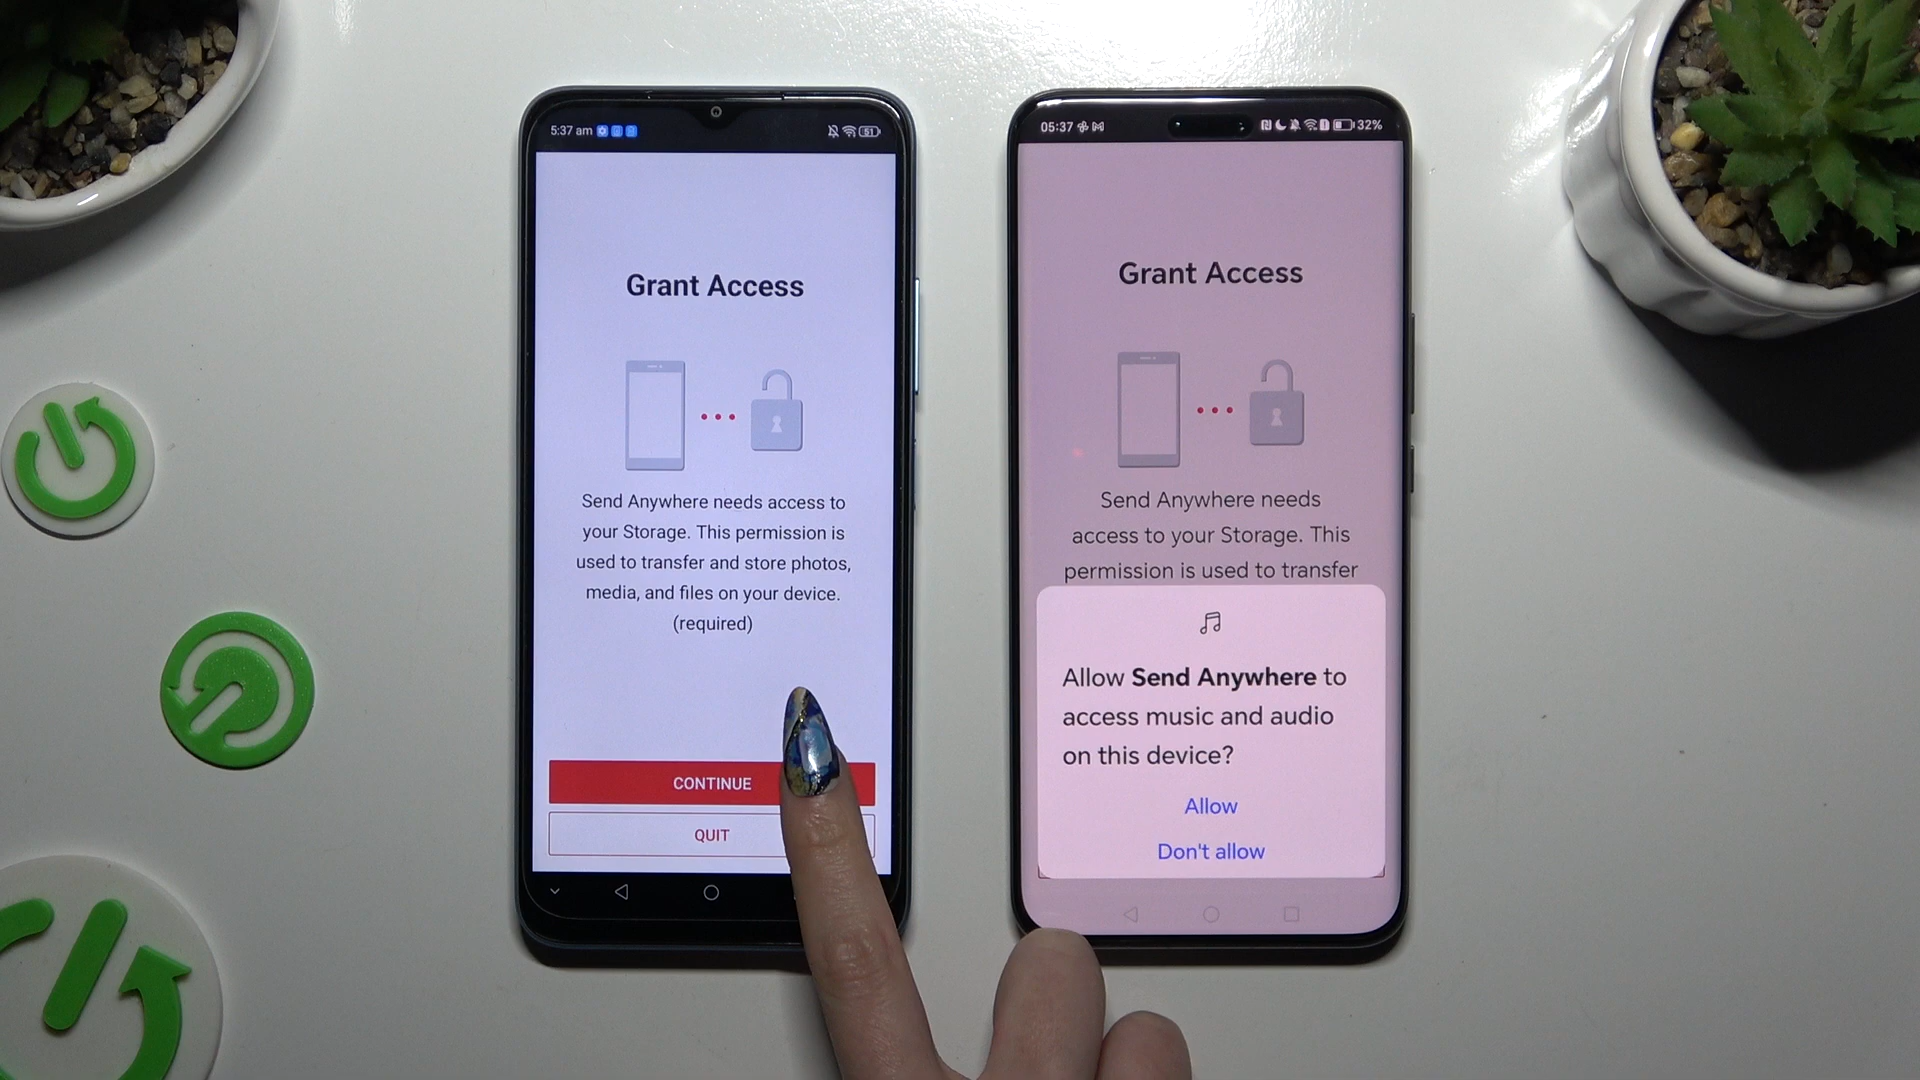 5:37 am
51
Grant Access
Send Anywhere needs access to
your Storage. This permission is
used to transfer and store photos,
media, and files on your device.
(required)
CONTINUE
QUIT
05:37
32%
Grant Access
Send Anywhere needs
access to your Storage. This
permission is used to transfer
Allow Send Anywhere to
access music and audio
on this device?
Allow
Don't allow